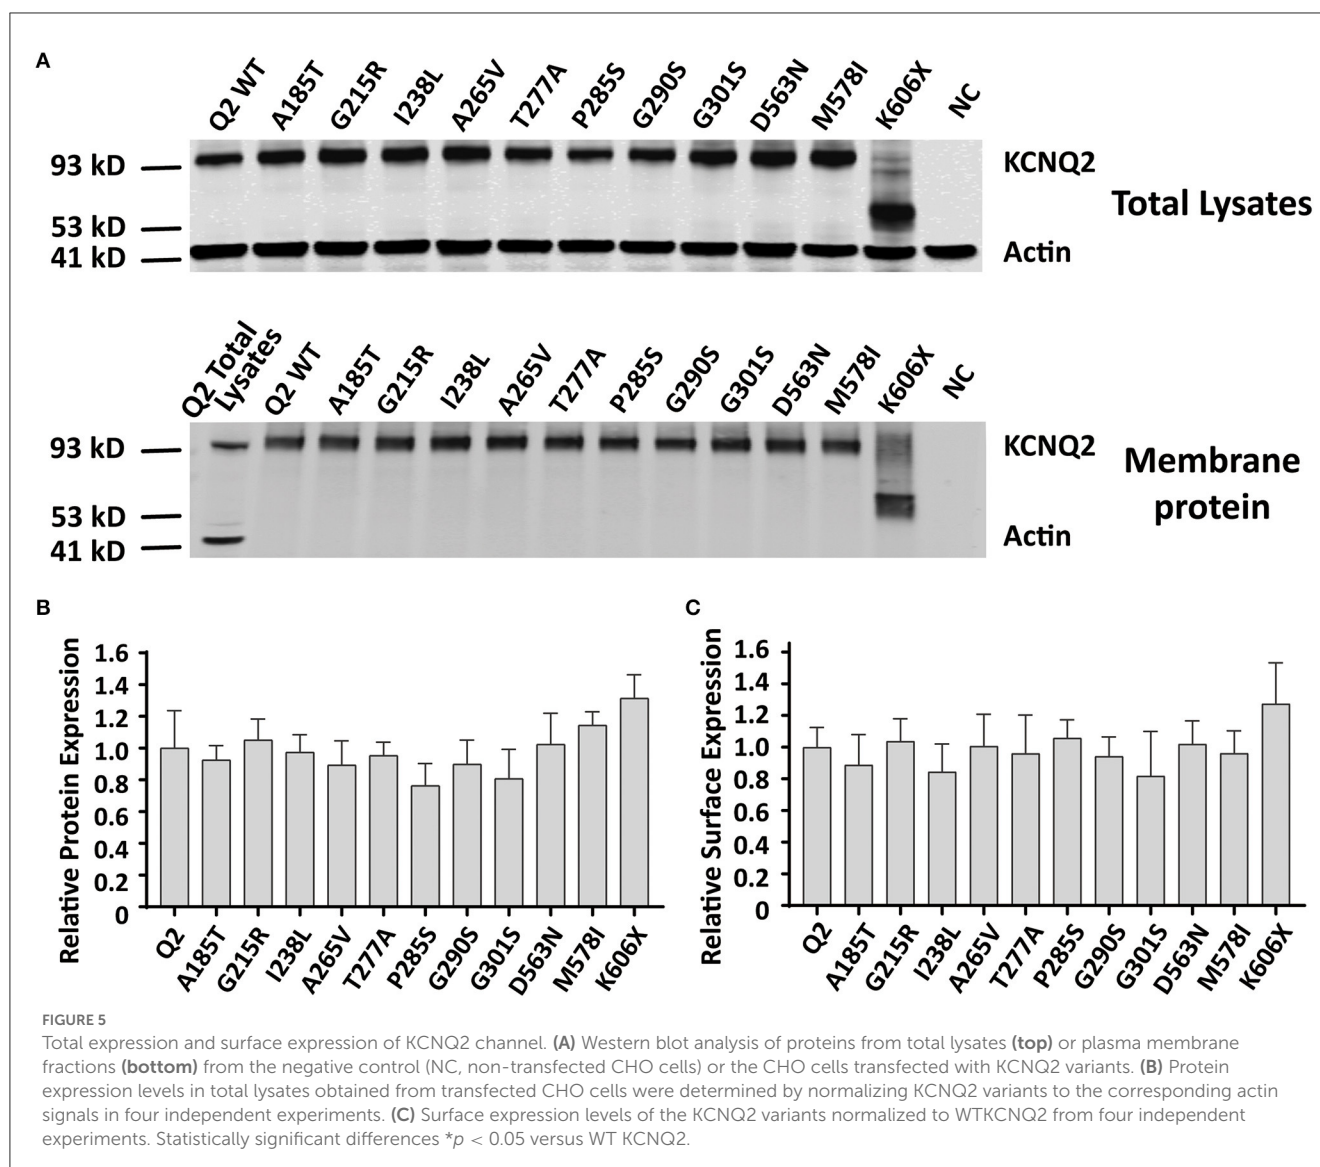 A
Q2 WT A185T G215R I238L A265V T277A P285S G290S G301S D563N M578I K606X NC
93 kD
53 kD
41 kD
KCNQ2
Actin
Total Lysates
Q2 Total
Lysates
Q2 WT A185T G215R I238L A265V T277A P285S G290S G301S D563N M578I K606X NC
93 kD
53 kD
41 kD
KCNQ2
Actin
Membrane
protein
B
Relative Protein Expression
1.6
1.4
1.2
1.0
0.8
0.6
0.4
0.2
0
Q2 A185T G215R I238L A265V T277A P285S G290S G301S D563N M578I K606X
C
Relative Surface Expression
1.6
1.4
1.2
1.0
0.8
0.6
0.4
0.2
0
Q2 A185T G215R I238L A265V T277A P285S G290S G301S D563N M578I K606X
FIGURE 5
Total expression and surface expression of KCNQ2 channel. (A) Western blot analysis of proteins from total lysates (top) or plasma membrane
fractions (bottom) from the negative control (NC, non-transfected CHO cells) or the CHO cells transfected with KCNQ2 variants. (B) Protein
expression levels in total lysates obtained from transfected CHO cells were determined by normalizing KCNQ2 variants to the corresponding actin
signals in four independent experiments. (C) Surface expression levels of the KCNQ2 variants normalized to WTKCNQ2 from four independent
experiments. Statistically significant differences *p < 0.05 versus WT KCNQ2.